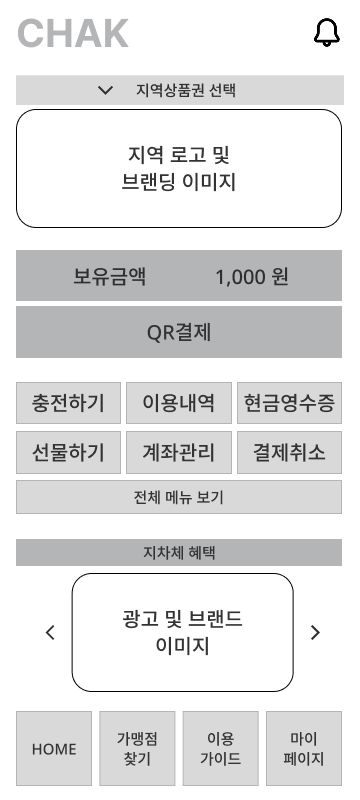 CHAK
지역상품권 선택
지역 로고 및
브랜딩 이미지
보유금액 1,000 원
QR결제
충전하기 이용내역 현금영수증
선물하기 계좌관리 결제취소
전체 메뉴 보기
지차체 혜택
광고 및 브랜드
이미지
HOME
가맹점
찾기
이용
가이드
마이
페이지